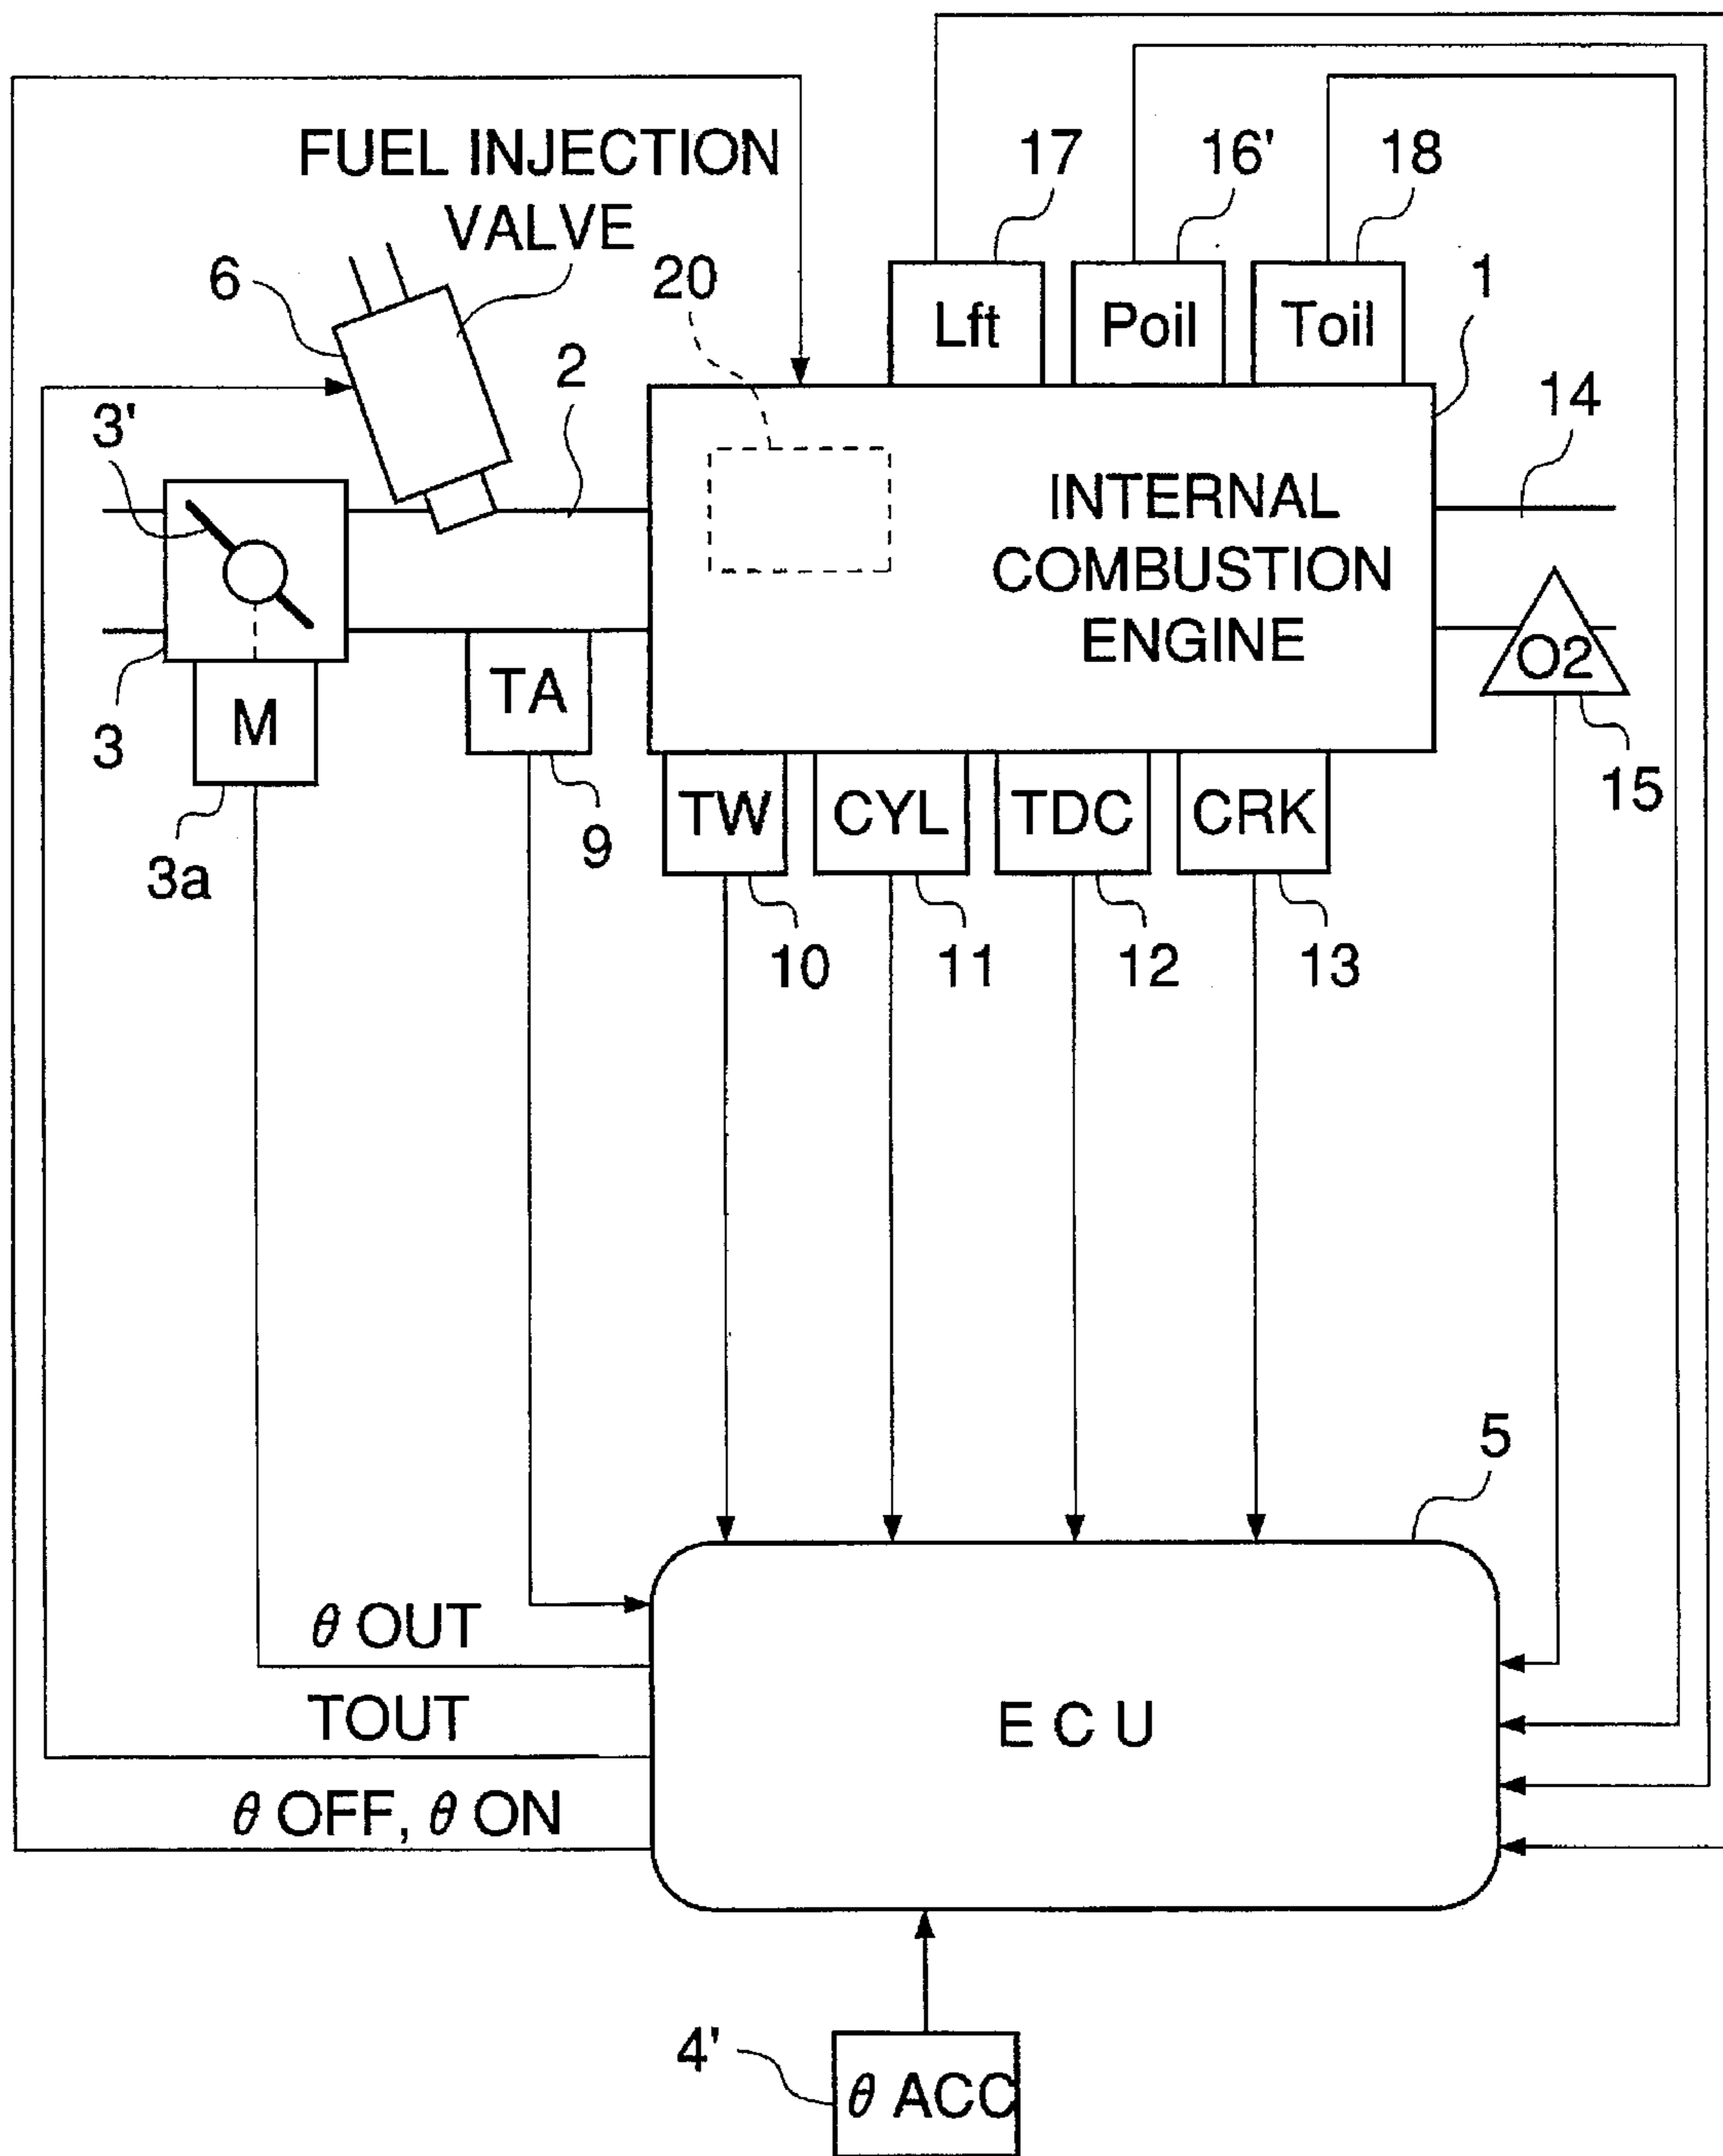 FUEL INJECTION
VALVE
17
16'
18
6
20
2
Lft
Poil
Toil
1
3'
14
INTERNAL
COMBUSTION
ENGINE
O2
TA
M
3
9
15
TW
CYL
TDC
CRK
3a
10
11
12
13
5
θ OUT
TOUT
E C U
θ OFF, θ ON
4'
θ ACC